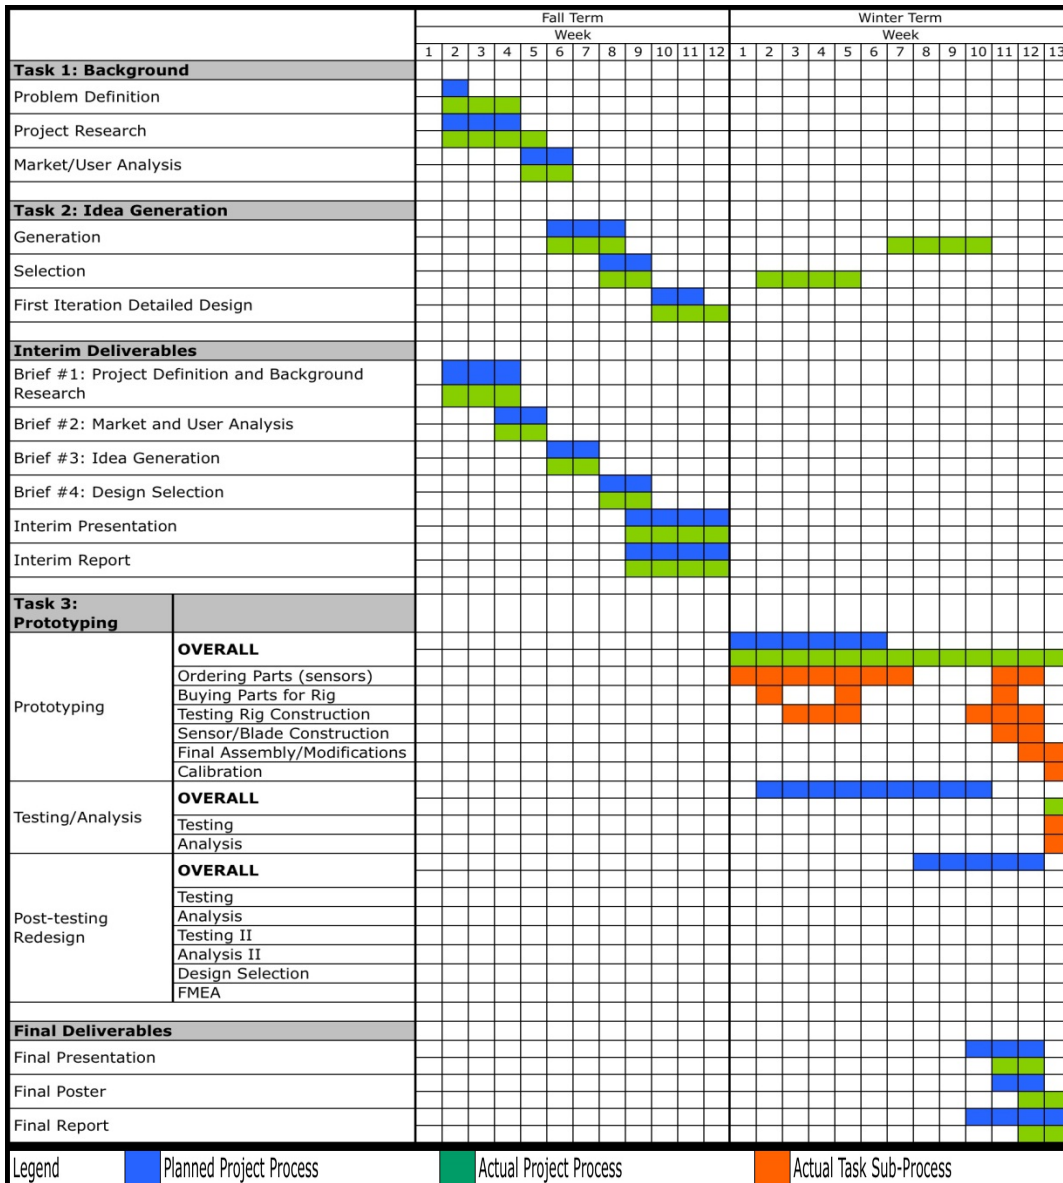 Fall Term Winter Term
Week Week
1 2 3 4 5 6 7 8 9 10 11 12 1 2 3 4 5 6 7 8 9 10 11 12 13
Task 1: Background
Problem Definition
Project Research
Market/User Analysis
Task 2: Idea Generation
Generation
Selection
First Iteration Detailed Design
Interim Deliverables
Brief #1: Project Definition and Background
Research
Brief #2: Market and User Analysis
Brief #3: Idea Generation
Brief #4: Design Selection
Interim Presentation
Interim Report
Task 3:
Prototyping
Prototyping
OVERALL
Ordering Parts (sensors)
Buying Parts for Rig
Testing Rig Construction
Sensor/Blade Construction
Final Assembly/Modifications
Calibration
Testing/Analysis
OVERALL
Testing
Analysis
Post-testing
Redesign
OVERALL
Testing
Analysis
Testing II
Analysis II
Design Selection
FMEA
Final Deliverables
Final Presentation
Final Poster
Final Report
Legend Planned Project Process Actual Project Process Actual Task Sub-Process